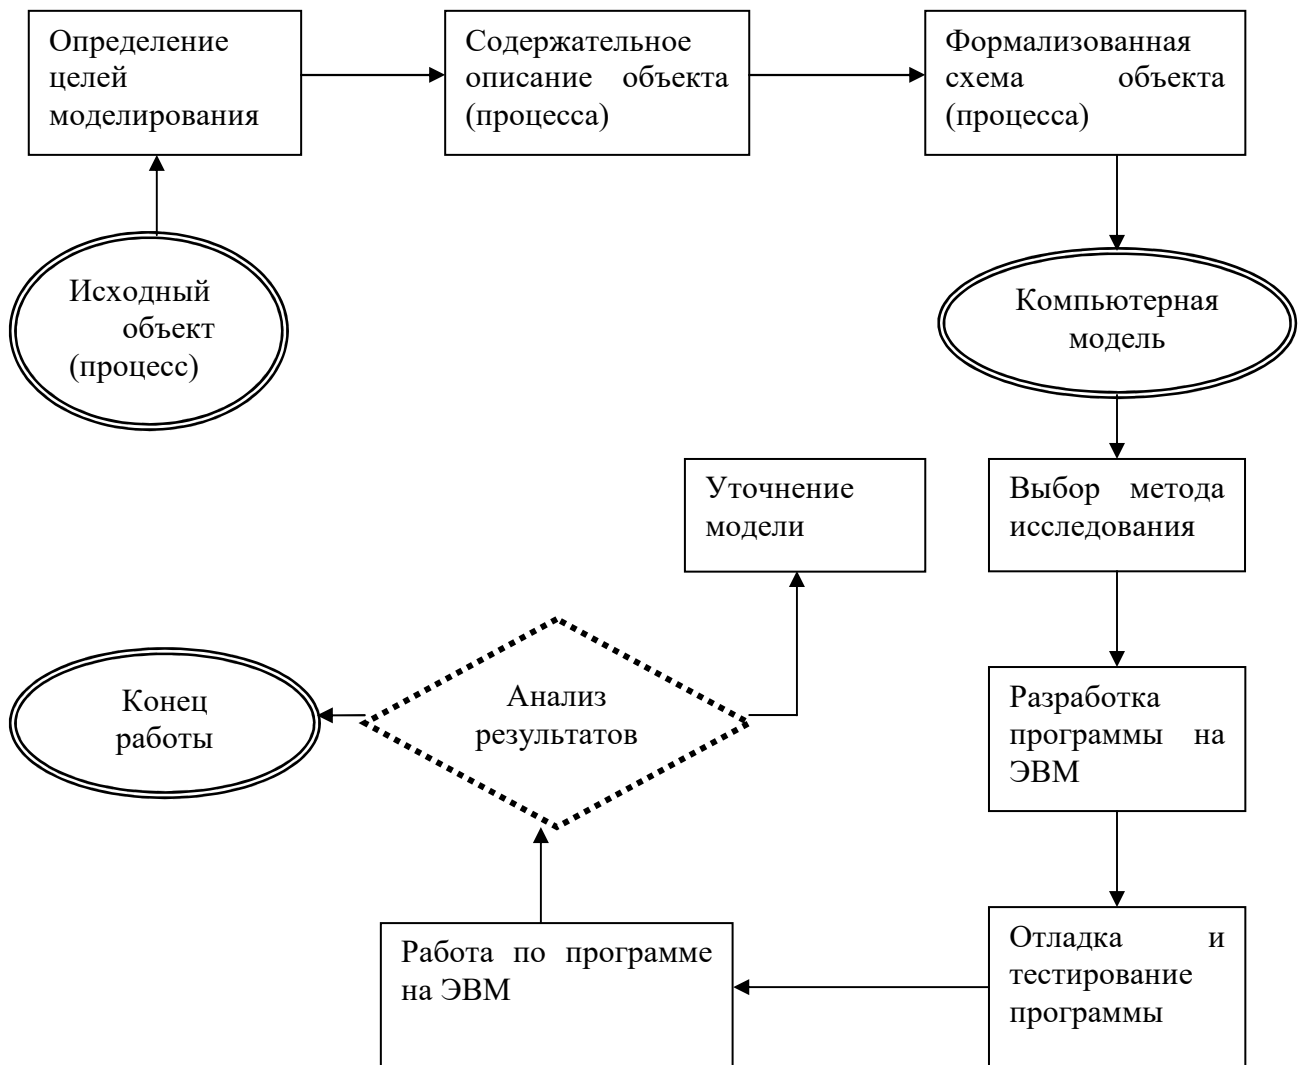 Определение
целей
моделирования
Содержательное
описание объекта
(процесса)
Формализованная
схема объекта
(процесса)
Исходный
объект
(процесс)
Компьютерная
модель
Уточнение
модели
Выбор метода
исследования
Конец
работы
Анализ
результатов
Разработка
программы на
ЭВМ
Работа по программе
на ЭВМ
Отладка и
тестирование
программы